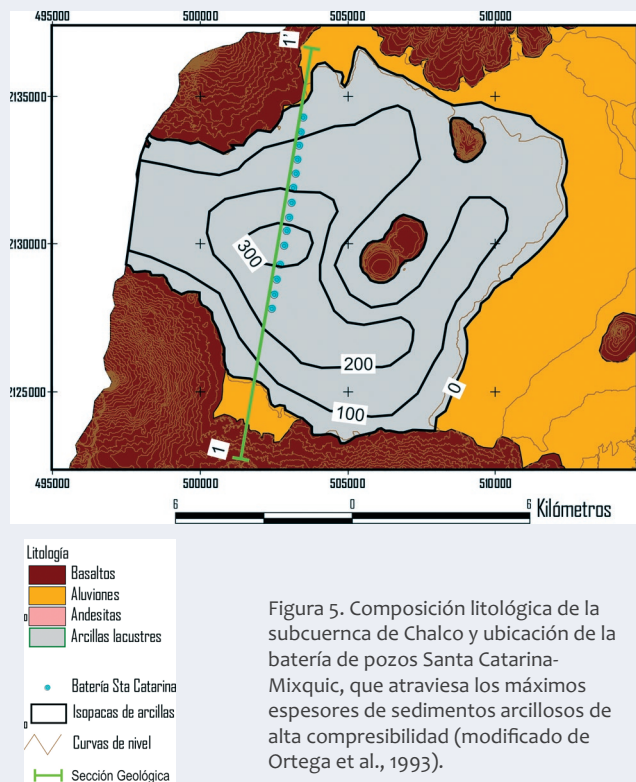 500000 505000 510000
1'
2135000
2130000
2125000
300
200
100
0
1
495000 500000 505000 510000
6 0 6 Kilómetros
Litología
Basaltos
Aluviones
Andesitas
Arcillas lacustres
Batería Sta Catarina
Isopacas de arcillas
Curvas de nivel
Sección Geológica
Figura 5. Composición litológica de la
subcuernca de Chalco y ubicación de la
batería de pozos Santa Catarina-
Mixquic, que atraviesa los máximos
espesores de sedimentos arcillosos de
alta compresibilidad (modificado de
Ortega et al., 1993).